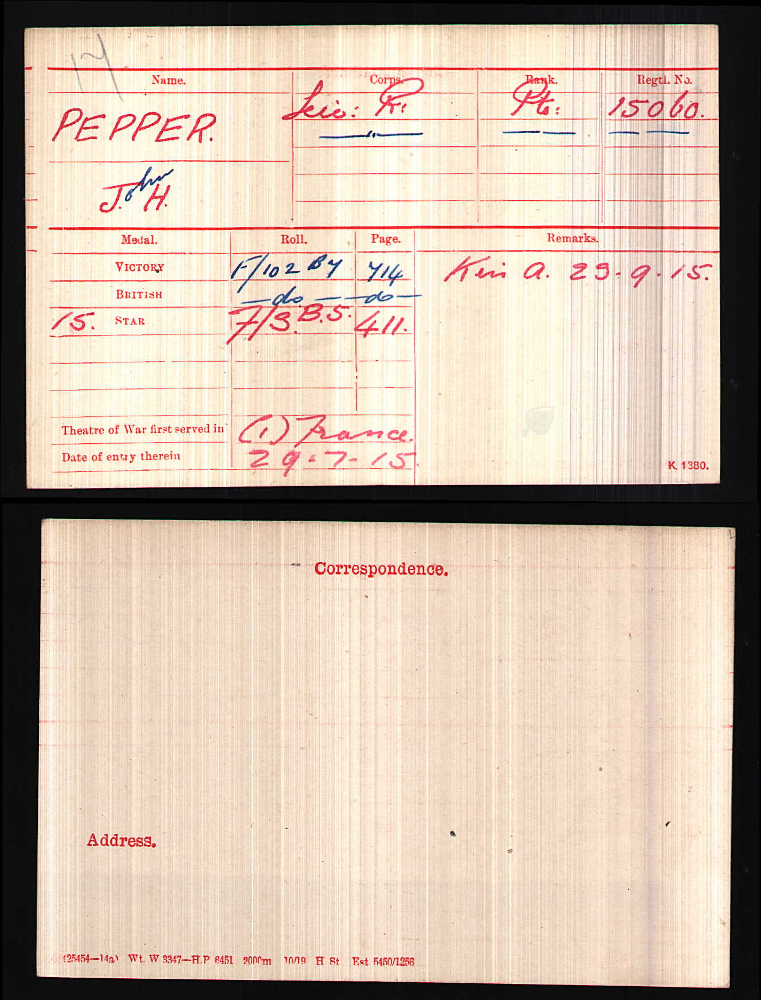 14
Name. Corps. Rank. Regtl. No.
PEPPER. Leic: R. Pte: 15060.
— " — — — — —
J. John H.
Medal. Roll. Page. Remarks.
VICTORY F/102 B7 714 K in A. 23.9.15.
BRITISH — do — — do —
15. STAR F/3.B.5. 411.
Theatre of War first served in (1) France.
Date of entry therein 29.7.15
K. 1380.
Correspondence.
Address.
(25454—14a) Wt. W 3347—H.P 6451 2000m 10/19 H St Est. 5450/1256